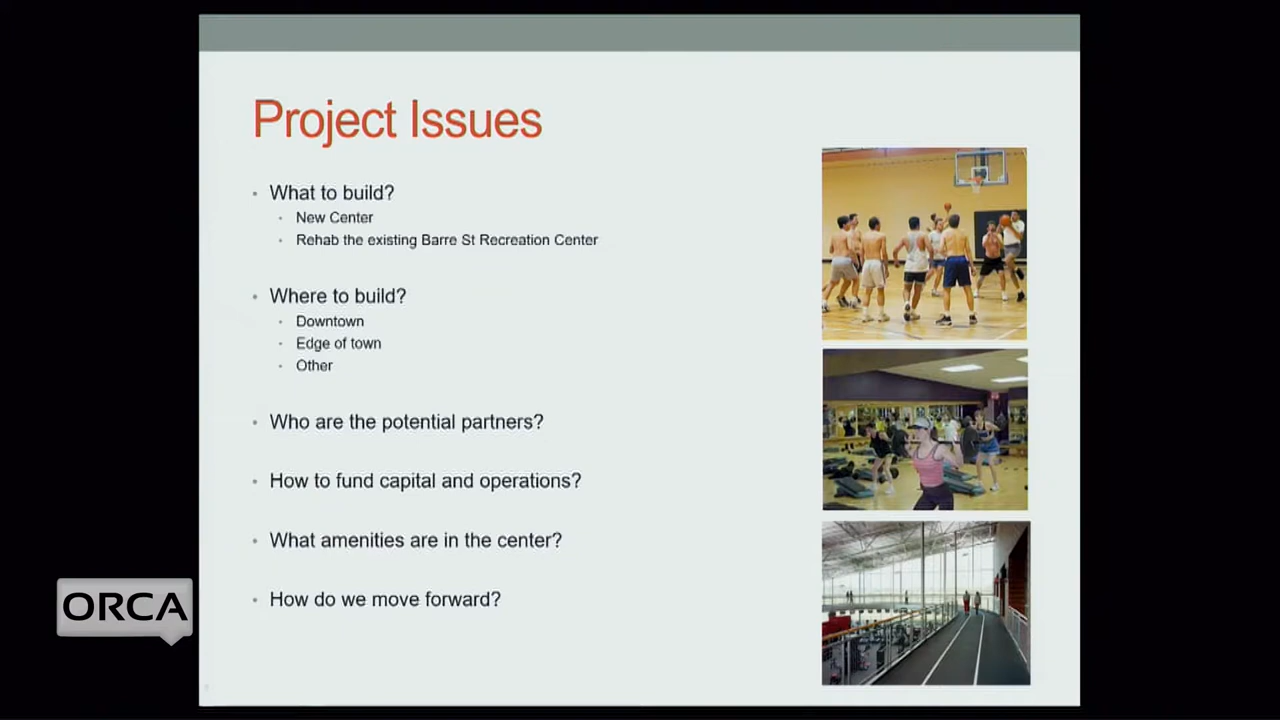 Project Issues
What to build?
New Center
Rehab the existing Barre St Recreation Center
Where to build?
Downtown
Edge of town
Other
Who are the potential partners?
How to fund capital and operations?
What amenities are in the center?
How do we move forward?
ORCA